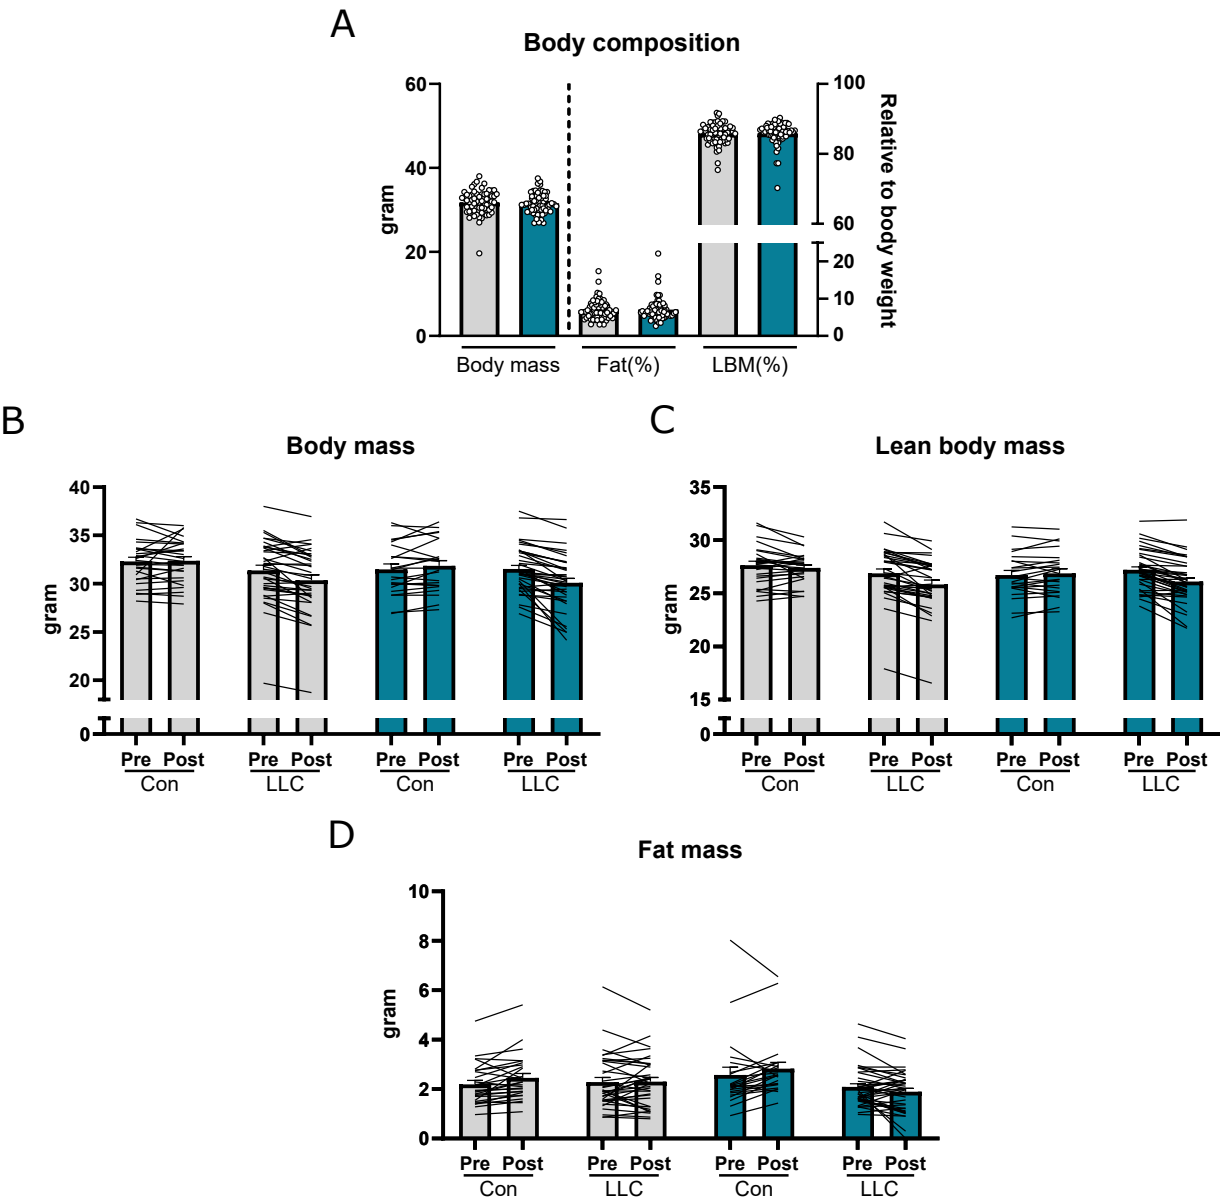 A
Body composition
60
40
20
0
gram
100
80
60
20
10
0
Relative to body weight
Body mass Fat(%) LBM(%)
B
Body mass
40
35
30
25
20
0
gram
Pre Post Pre Post Pre Post Pre Post
Con LLC Con LLC
C
Lean body mass
35
30
25
20
15
0
gram
Pre Post Pre Post Pre Post Pre Post
Con LLC Con LLC
D
Fat mass
10
8
6
4
2
0
gram
Pre Post Pre Post Pre Post Pre Post
Con LLC Con LLC